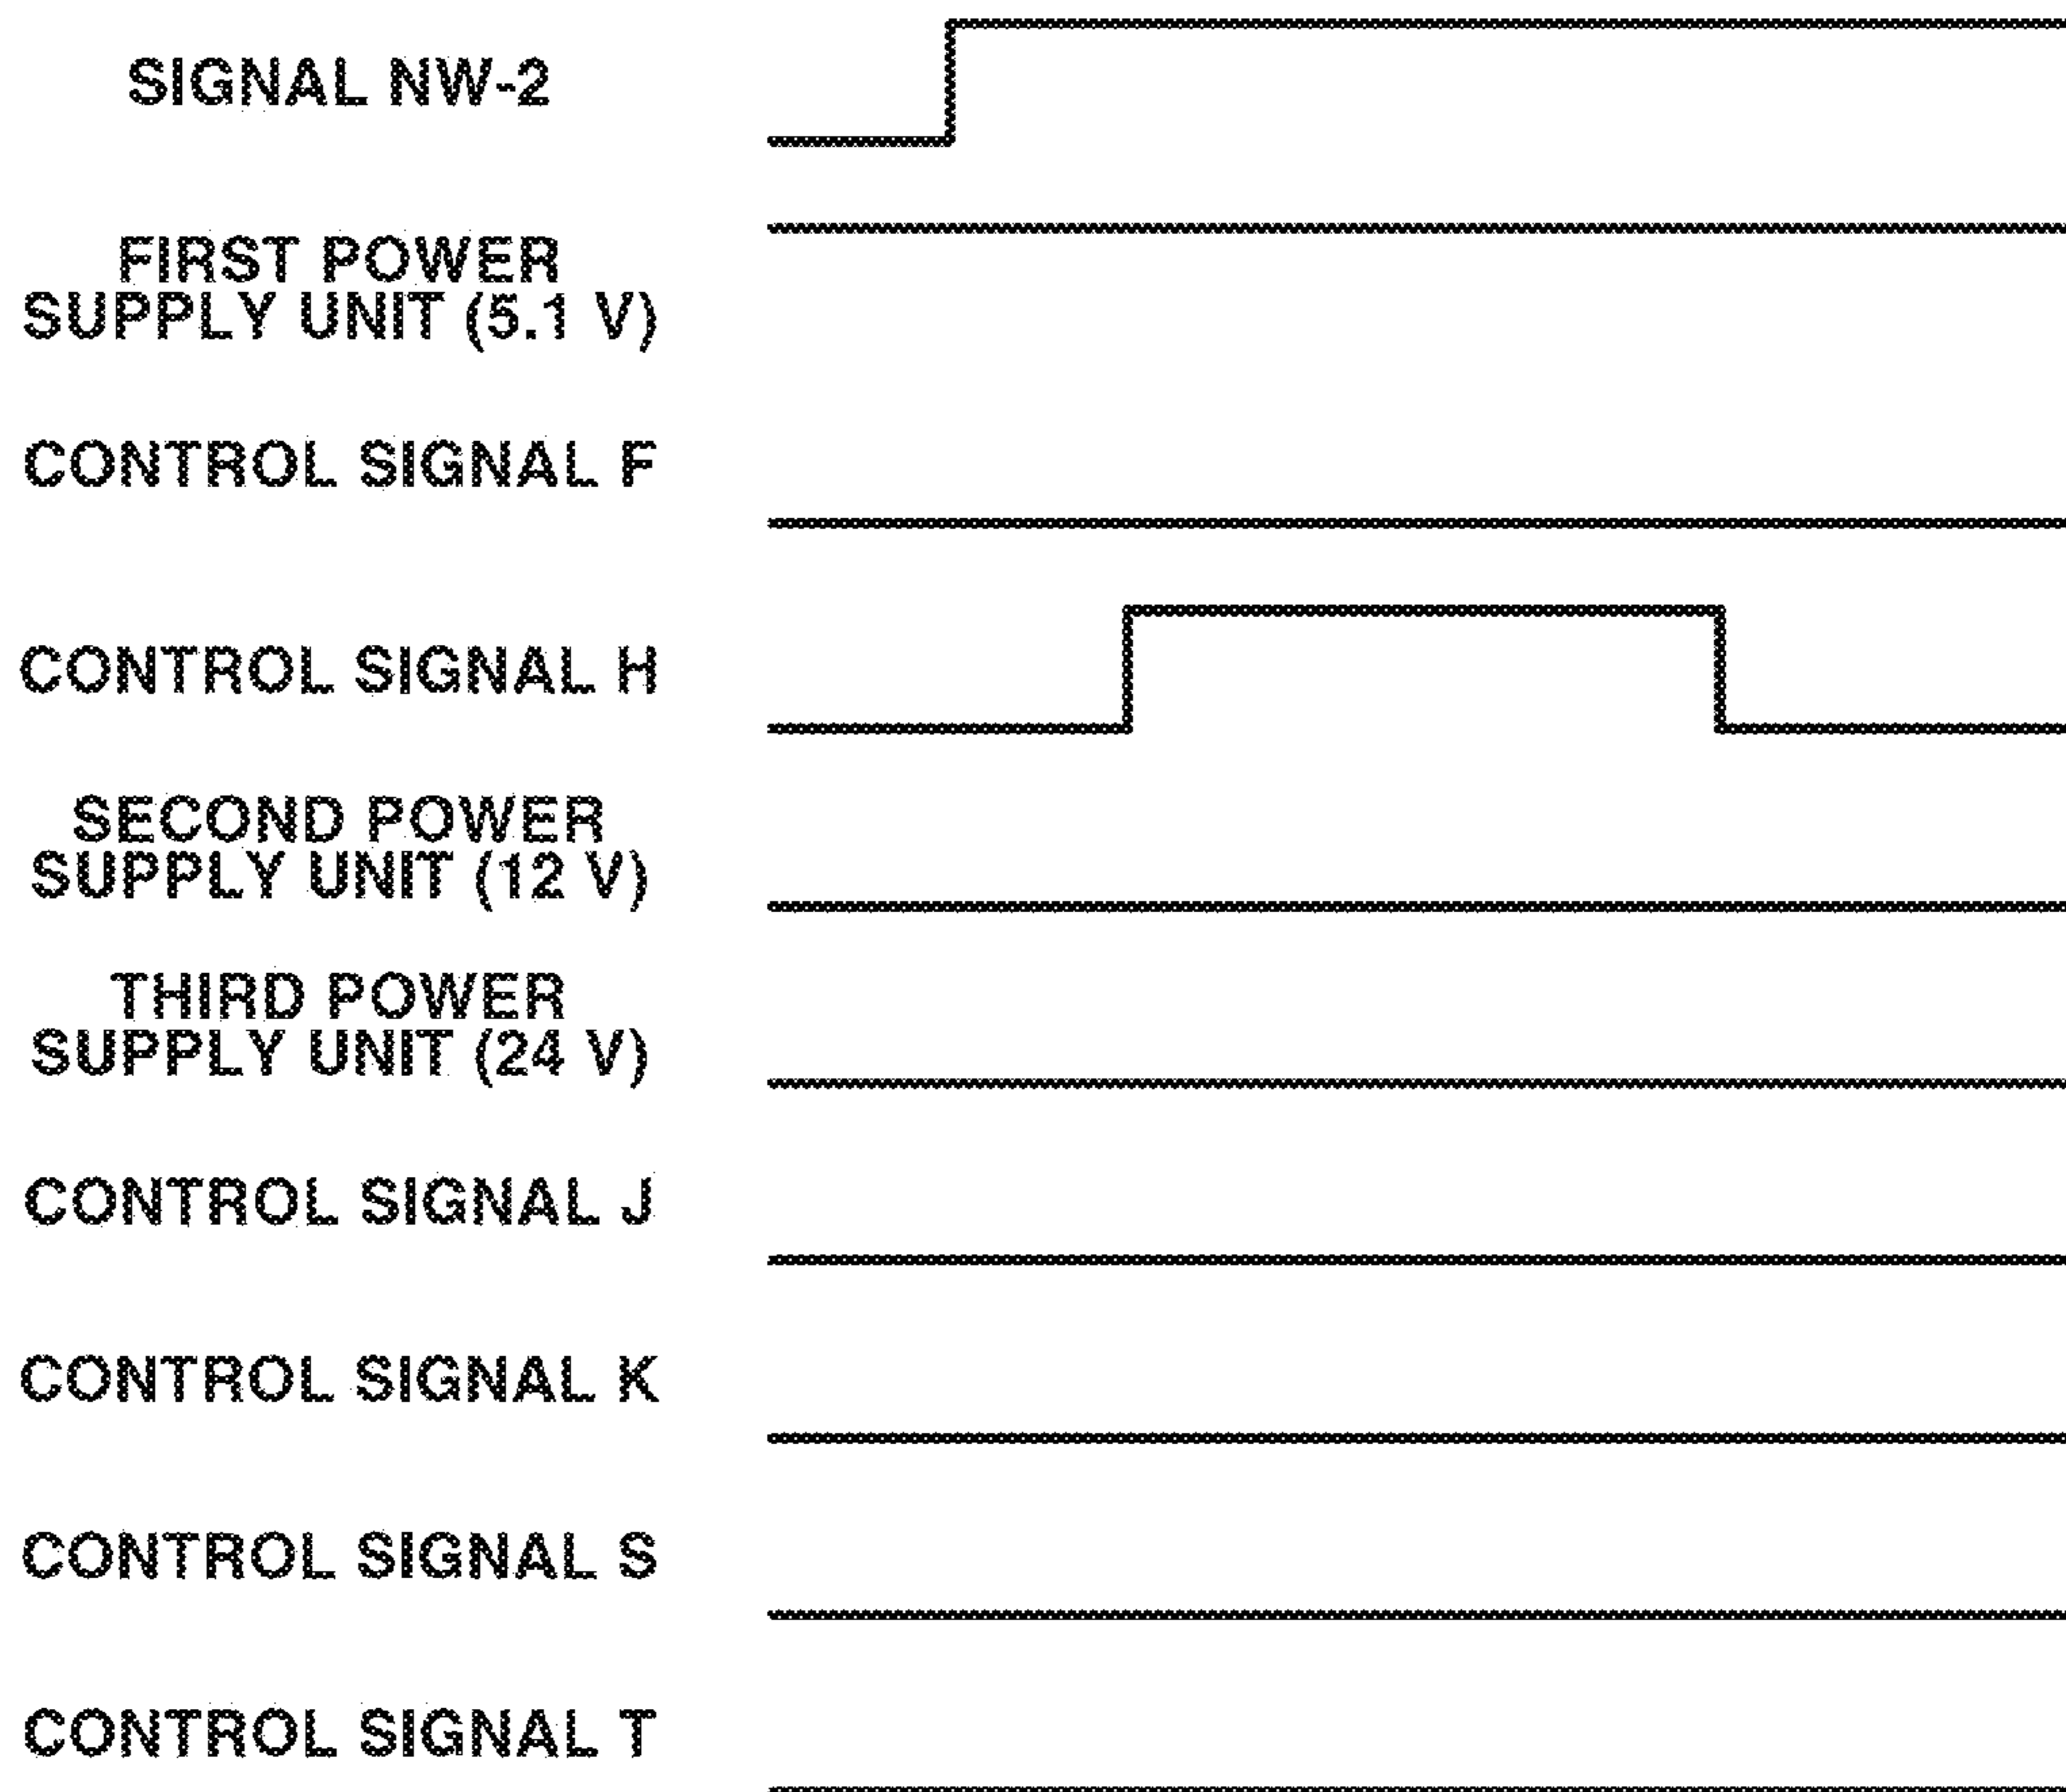 SIGNAL NW-2
FIRST POWER
SUPPLY UNIT (5.1 V)
CONTROL SIGNAL F
CONTROL SIGNAL H
SECOND POWER
SUPPLY UNIT (12 V)
THIRD POWER
SUPPLY UNIT (24 V)
CONTROL SIGNAL J
CONTROL SIGNAL K
CONTROL SIGNAL S
CONTROL SIGNAL T